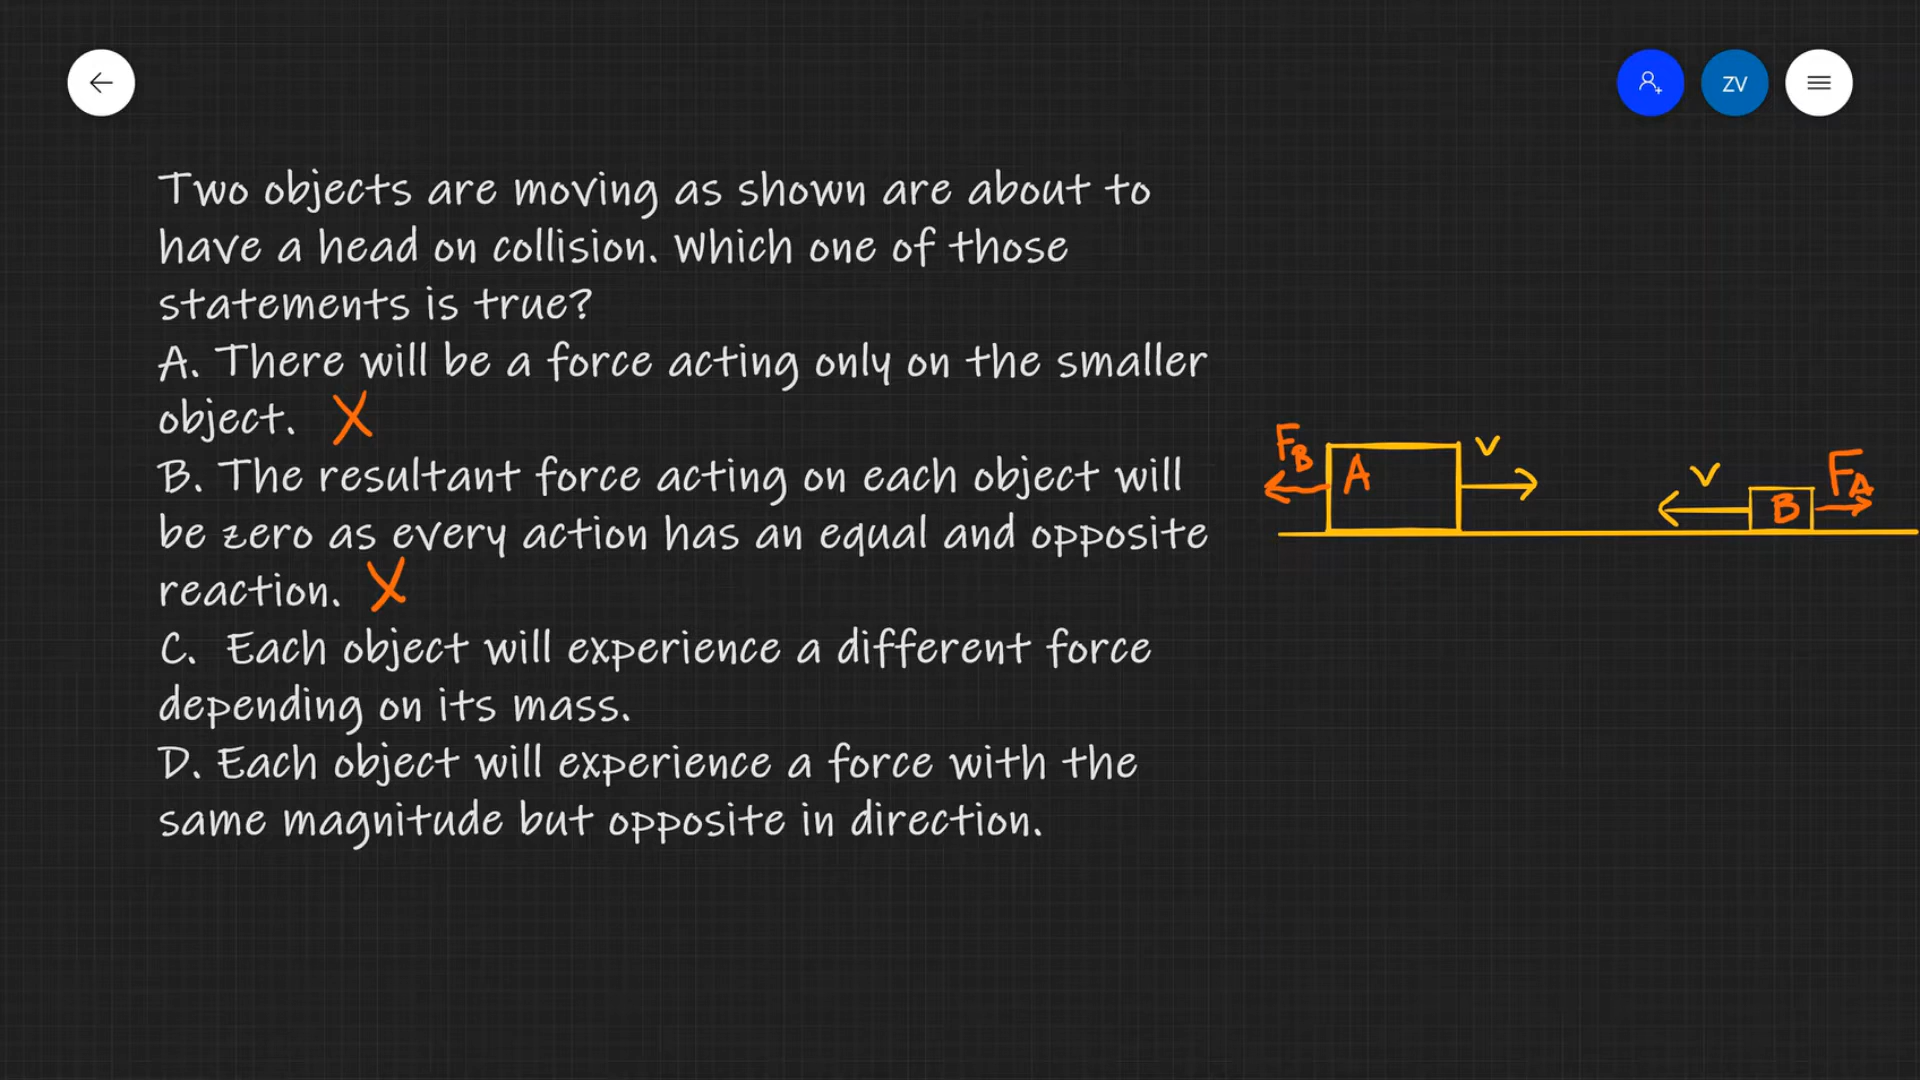 ZV
Two objects are moving as shown are about to
have a head on collision. Which one of those
statements is true?
A. There will be a force acting only on the smaller
object. X
B. The resultant force acting on each object will
be zero as every action has an equal and opposite
reaction. X
C. Each object will experience a different force
depending on its mass.
D. Each object will experience a force with the
same magnitude but opposite in direction.
FB A v
v B FA